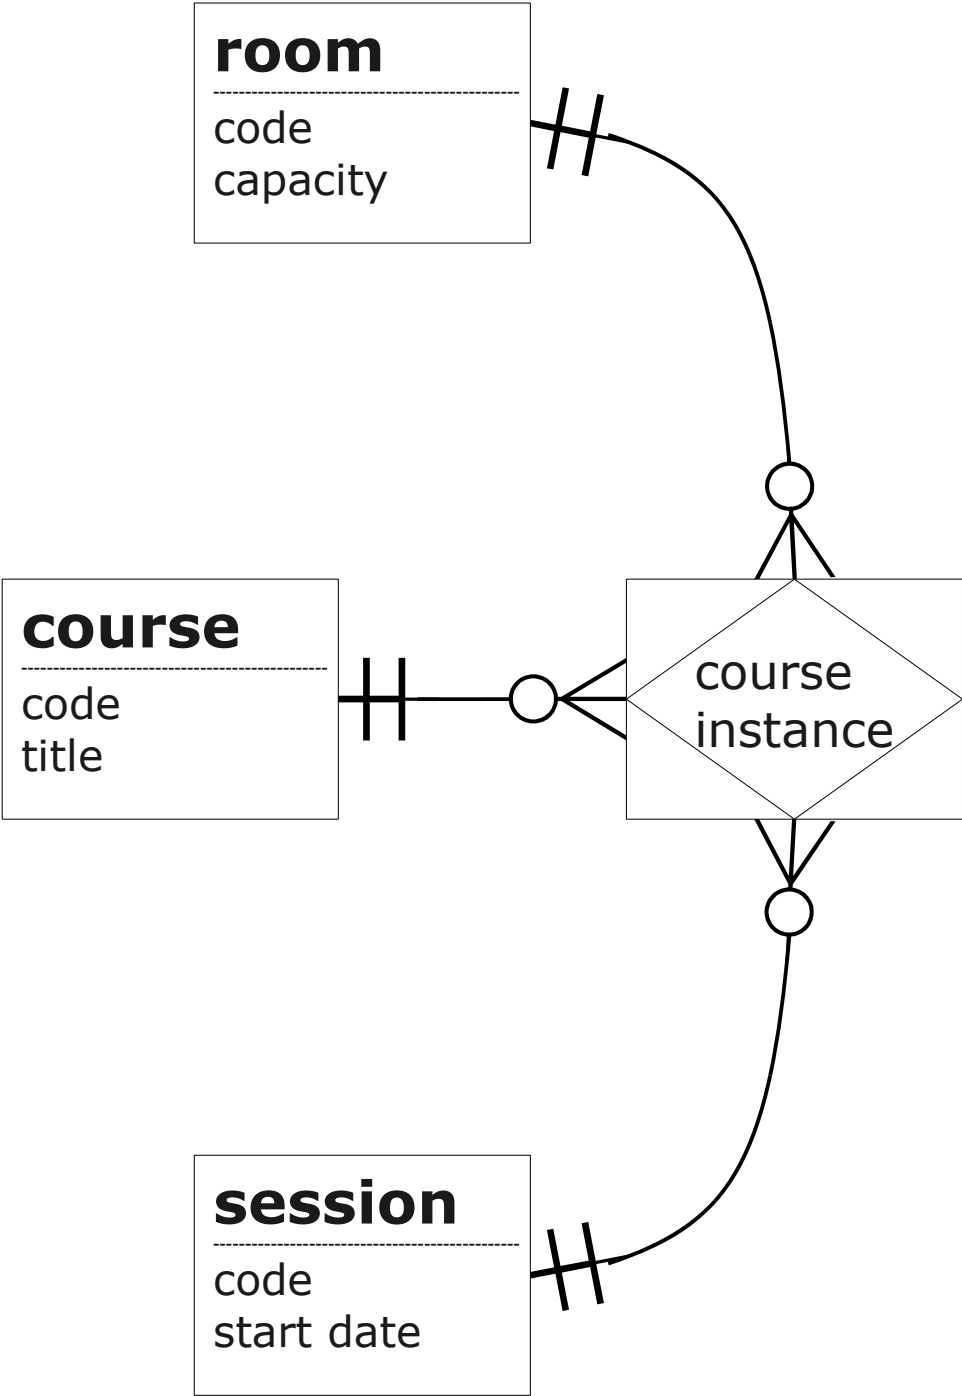 room
code
capacity
course
code
title
course
instance
session
code
start date